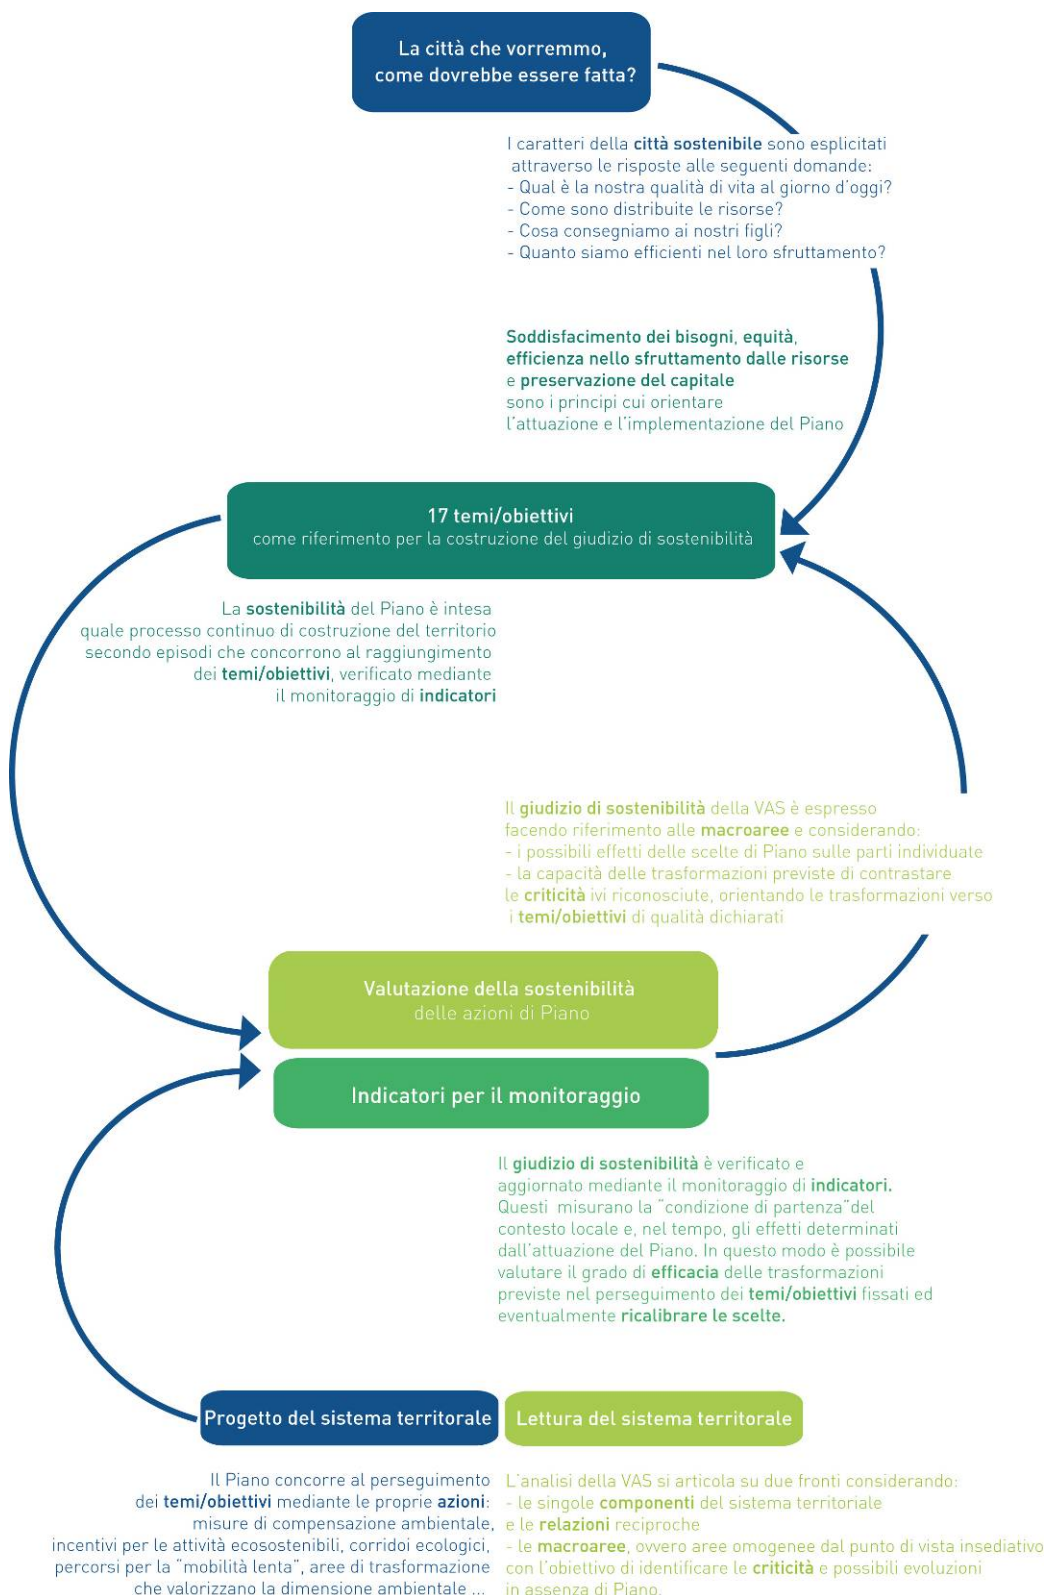 La città che vorremmo,
come dovrebbe essere fatta?
I caratteri della città sostenibile sono esplicitati
attraverso le risposte alle seguenti domande:
- Qual è la nostra qualità di vita al giorno d'oggi?
- Come sono distribuite le risorse?
- Cosa consegniamo ai nostri figli?
- Quanto siamo efficienti nel loro sfruttamento?
Soddisfacimento dei bisogni, equità,
efficienza nello sfruttamento dalle risorse
e preservazione del capitale
sono i principi cui orientare
l'attuazione e l'implementazione del Piano
17 temi/obiettivi
come riferimento per la costruzione del giudizio di sostenibilità
La sostenibilità del Piano è intesa
quale processo continuo di costruzione del territorio
secondo episodi che concorrono al raggiungimento
dei temi/obiettivi, verificato mediante
il monitoraggio di indicatori
Il giudizio di sostenibilità della VAS è espresso
facendo riferimento alle macroaree e considerando:
- i possibili effetti delle scelte di Piano sulle parti individuate
- la capacità delle trasformazioni previste di contrastare
le criticità ivi riconosciute, orientando le trasformazioni verso
i temi/obiettivi di qualità dichiarati
Valutazione della sostenibilità
delle azioni di Piano
Indicatori per il monitoraggio
Il giudizio di sostenibilità è verificato e
aggiornato mediante il monitoraggio di indicatori.
Questi misurano la "condizione di partenza"del
contesto locale e, nel tempo, gli effetti determinati
dall'attuazione del Piano. In questo modo è possibile
valutare il grado di efficacia delle trasformazioni
previste nel perseguimento dei temi/obiettivi fissati ed
eventualmente ricalibrare le scelte.
Progetto del sistema territorale
Il Piano concorre al perseguimento
dei temi/obiettivi mediante le proprie azioni:
misure di compensazione ambientale,
incentivi per le attività ecosostenibili, corridoi ecologici,
percorsi per la "mobilità lenta", aree di trasformazione
che valorizzano la dimensione ambientale ...
Lettura del sistema territorale
L'analisi della VAS si articola su due fronti considerando:
- le singole componenti del sistema territoriale
e le relazioni reciproche
- le macroaree, ovvero aree omogenee dal punto di vista insediativo
con l'obiettivo di identificare le criticità e possibili evoluzioni
in assenza di Piano.